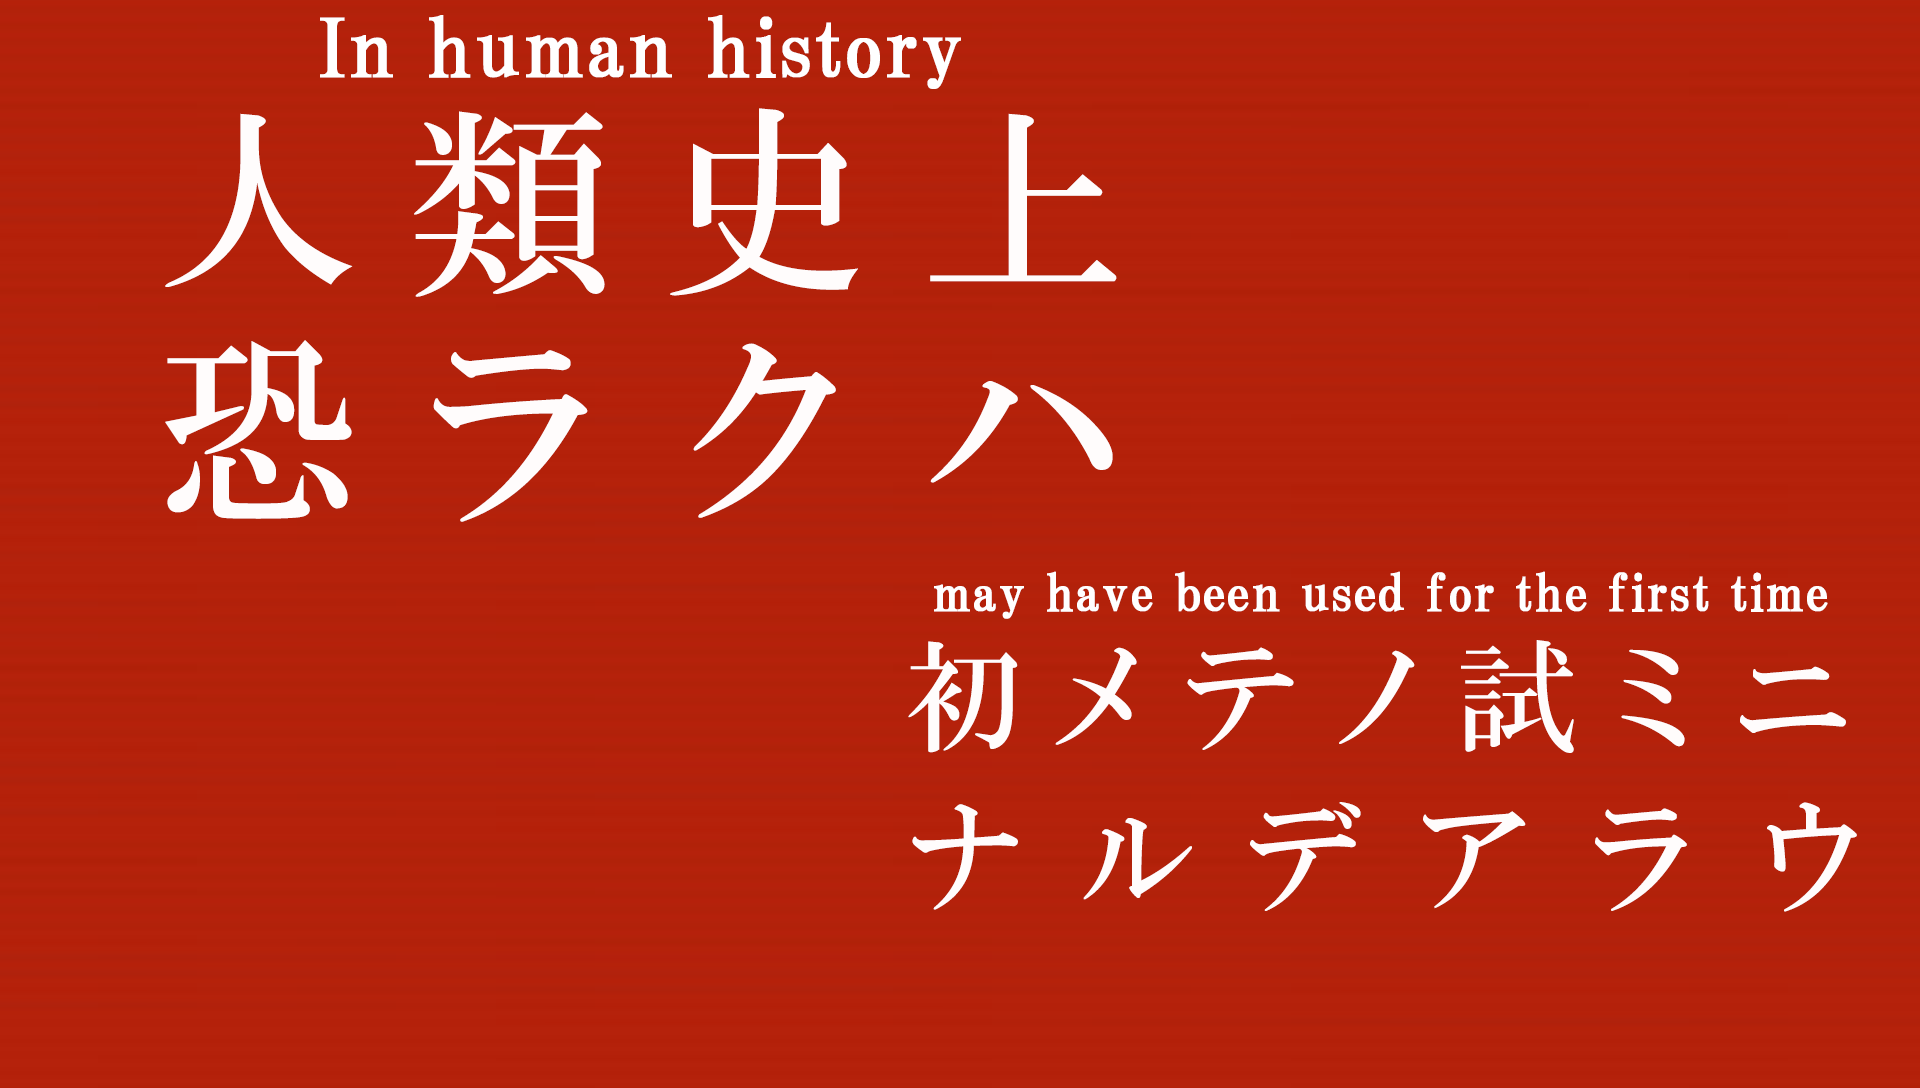 In human history
人類史上
恐ラクハ
may have been used for the first time
初メテノ試ミニ
ナルデアラウ